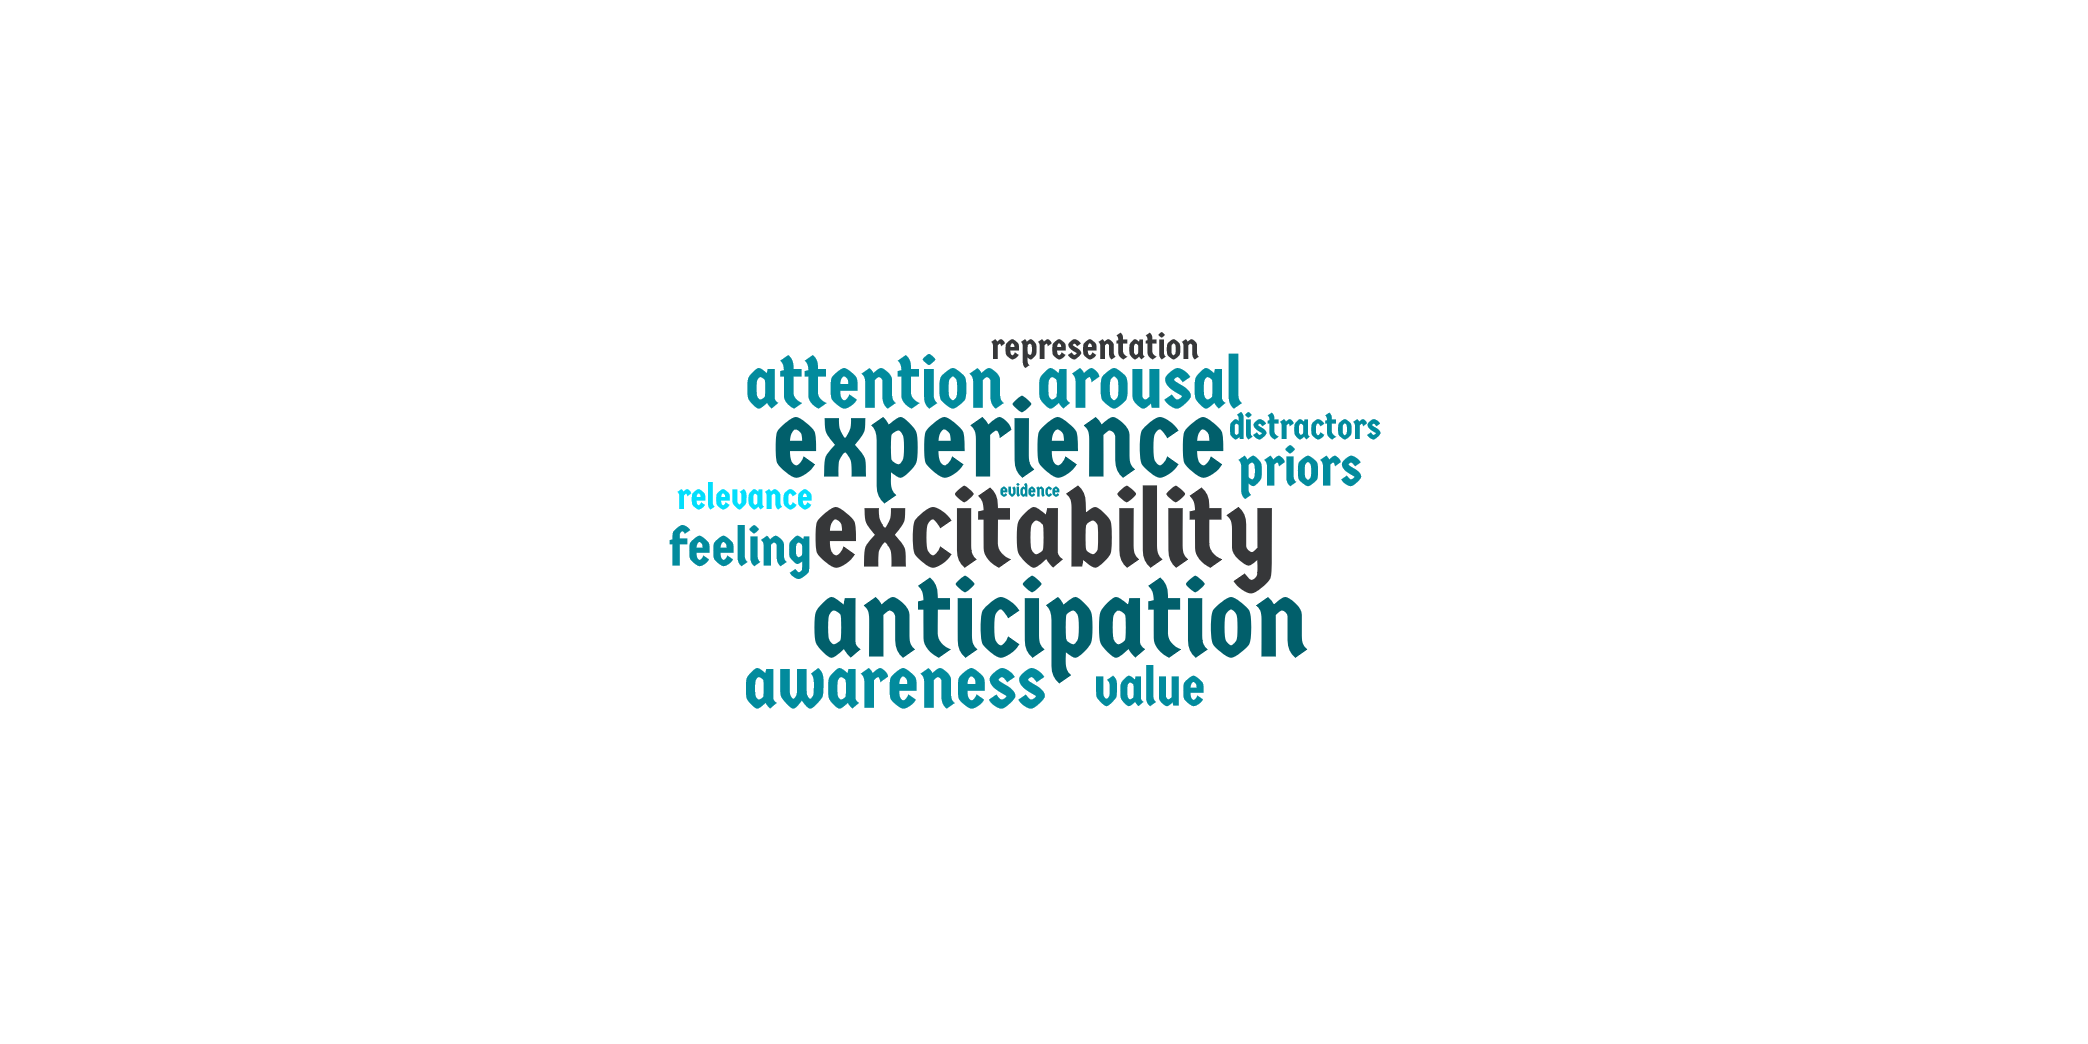 representation
attention arousal
experience distractors
priors
relevance evidence
feeling excitability
anticipation
awareness value